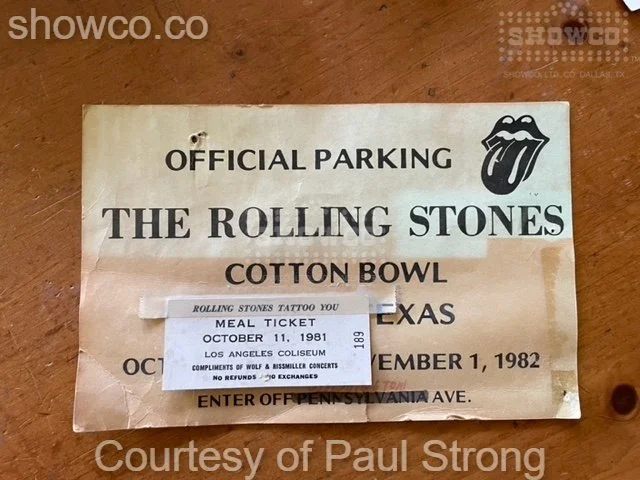 showco.co
SHOWCO
SHOWCO LTD. CO. DALLAS, TX
OFFICIAL PARKING
THE ROLLING STONES
COTTON BOWL
EXAS
ROLLING STONES TATTOO YOU
MEAL TICKET
OCTOBER 11, 1981
LOS ANGELES COLISEUM
COMPLIMENTS OF WOLF & RISSMILLER CONCERTS
NO REFUNDS NO EXCHANGES
189
OCT VEMBER 1, 1982
ENTER OFF PENNSYLVANIA AVE.
Courtesy of Paul Strong